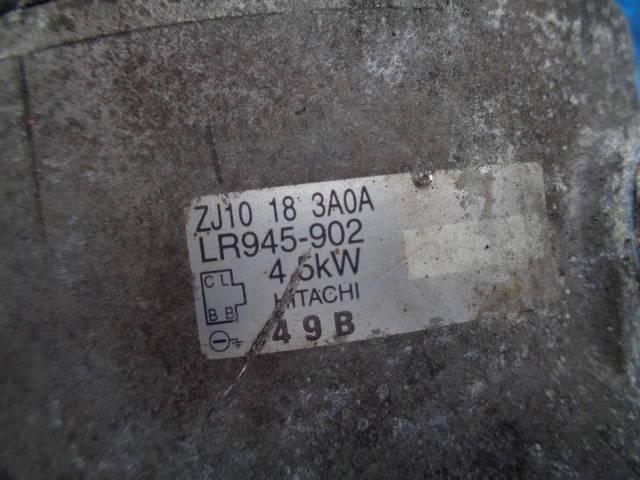 ZJ10 18 3A0A
LR945-902
4.5kW
C L
B B
HITACHI
49B